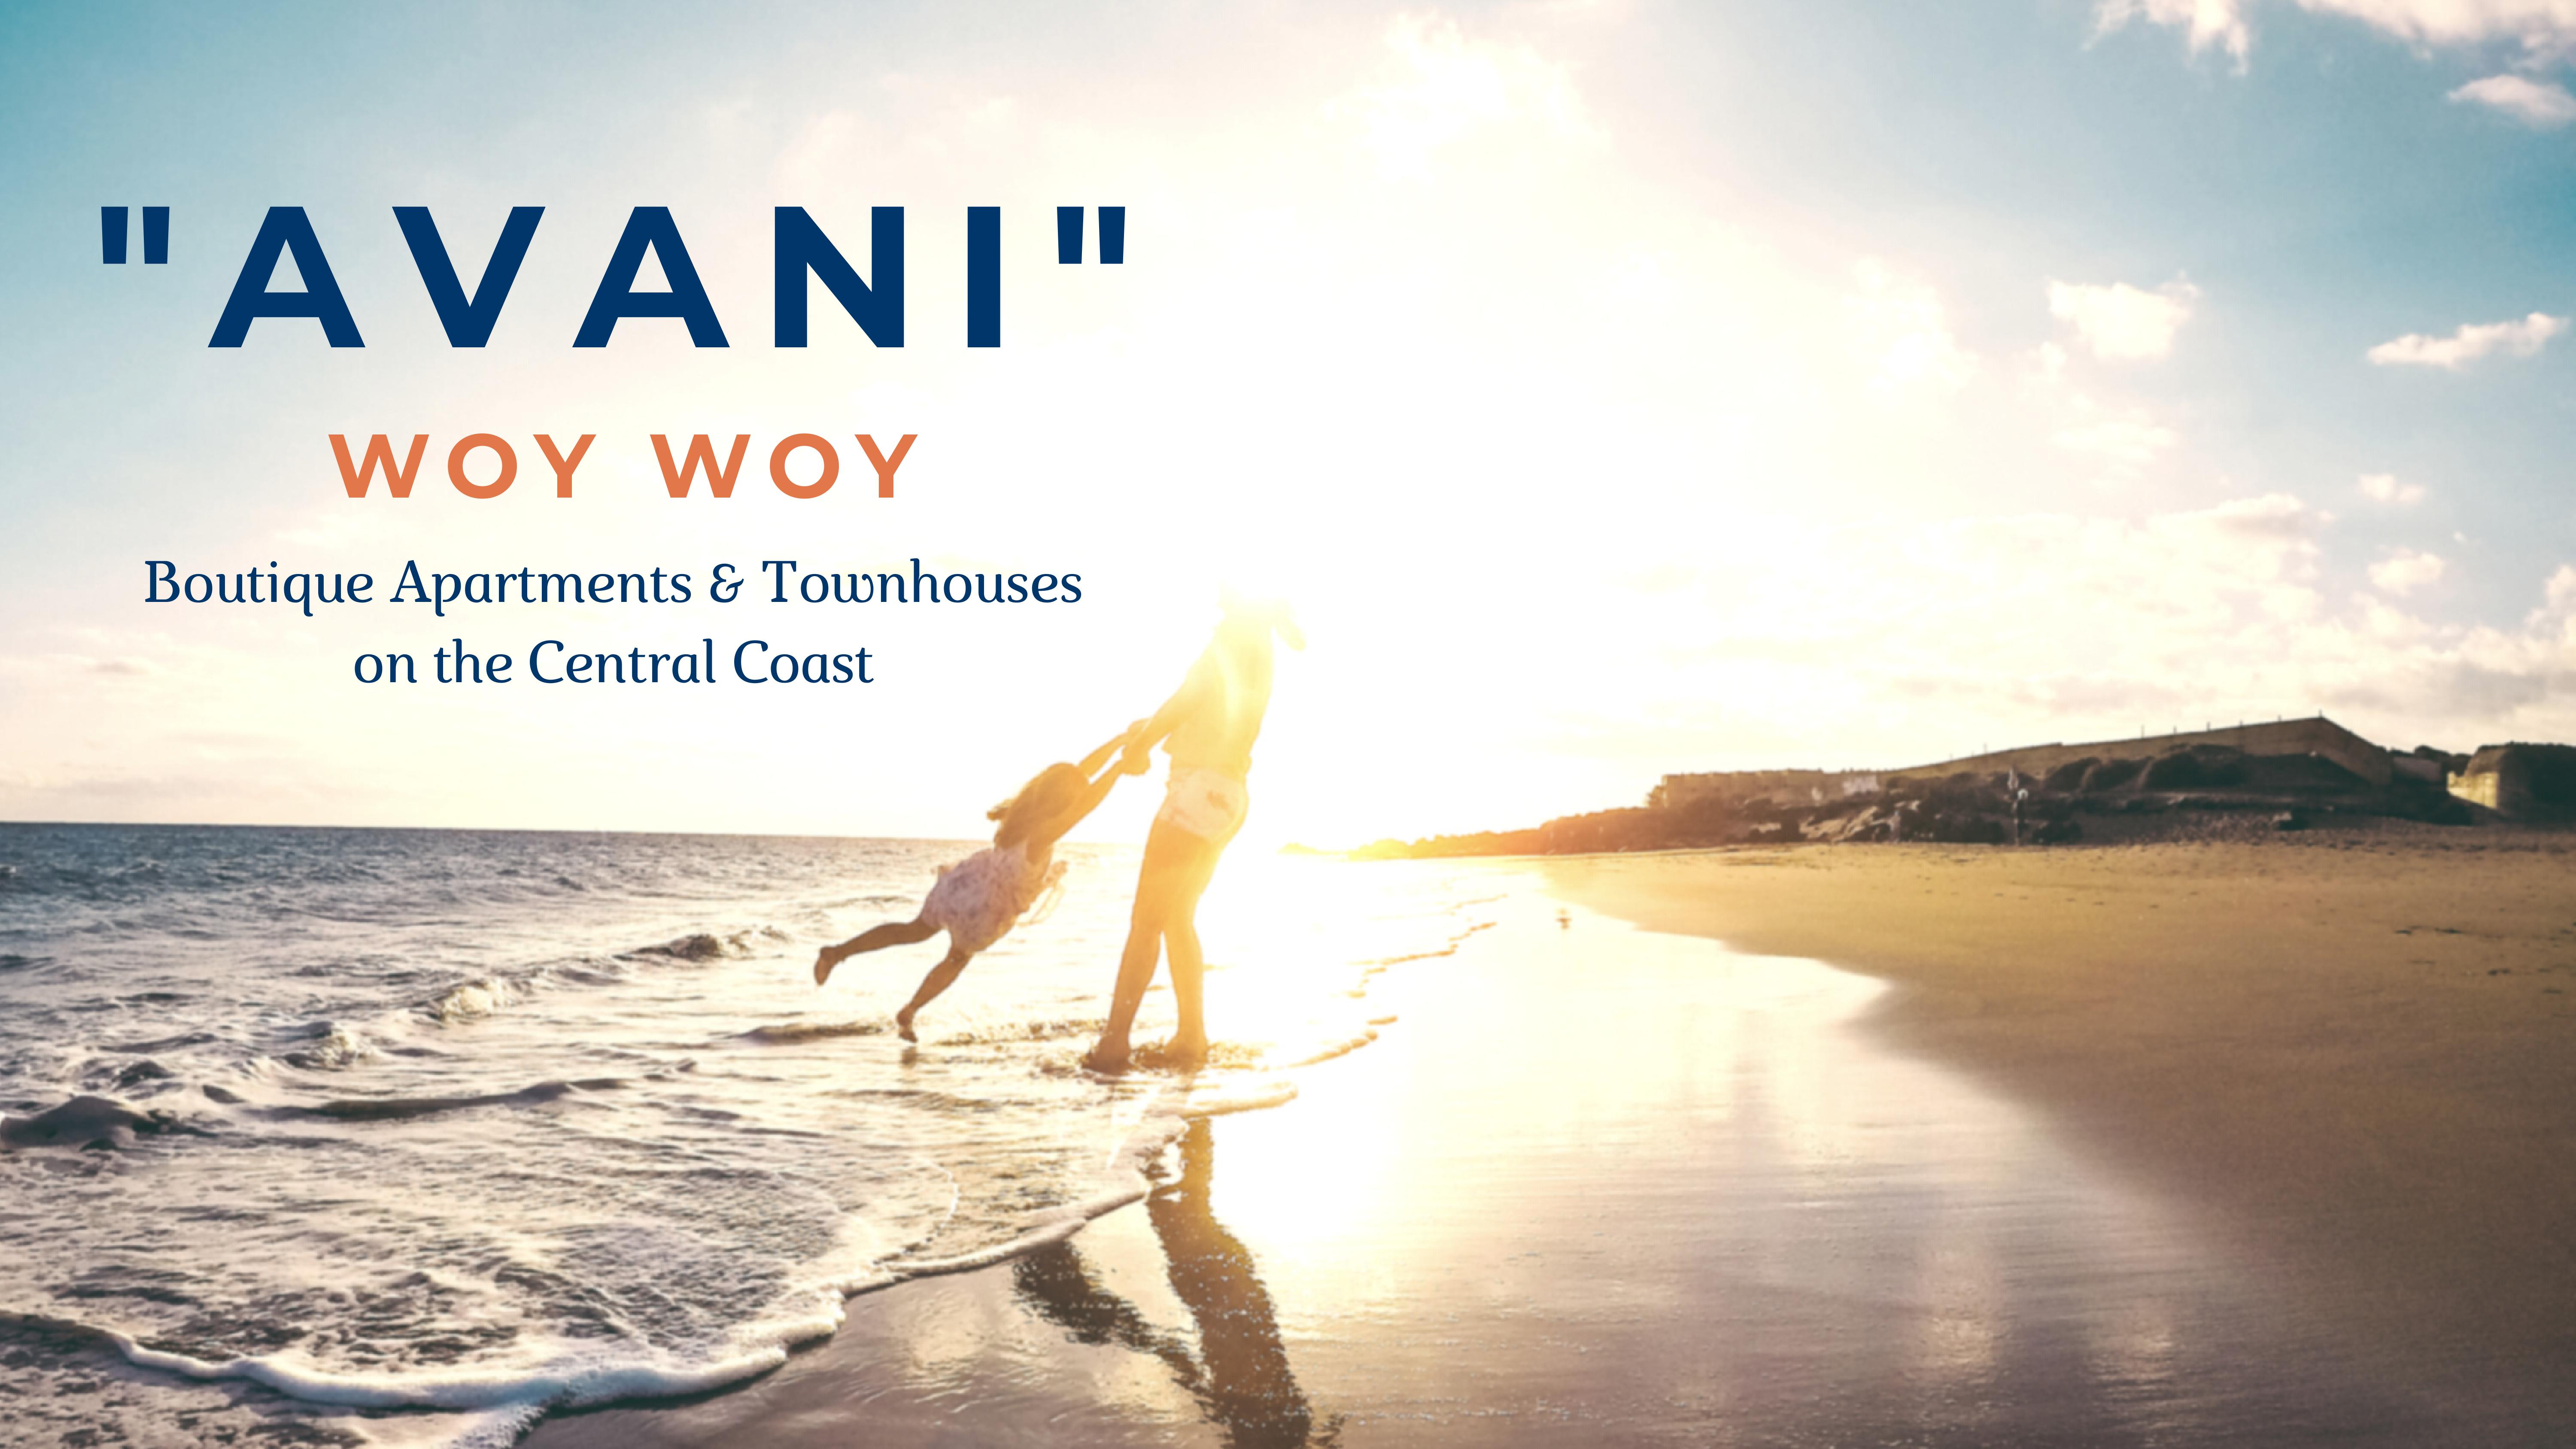 "AVANI"
WOY WOY
Boutique Apartments & Townhouses
on the Central Coast